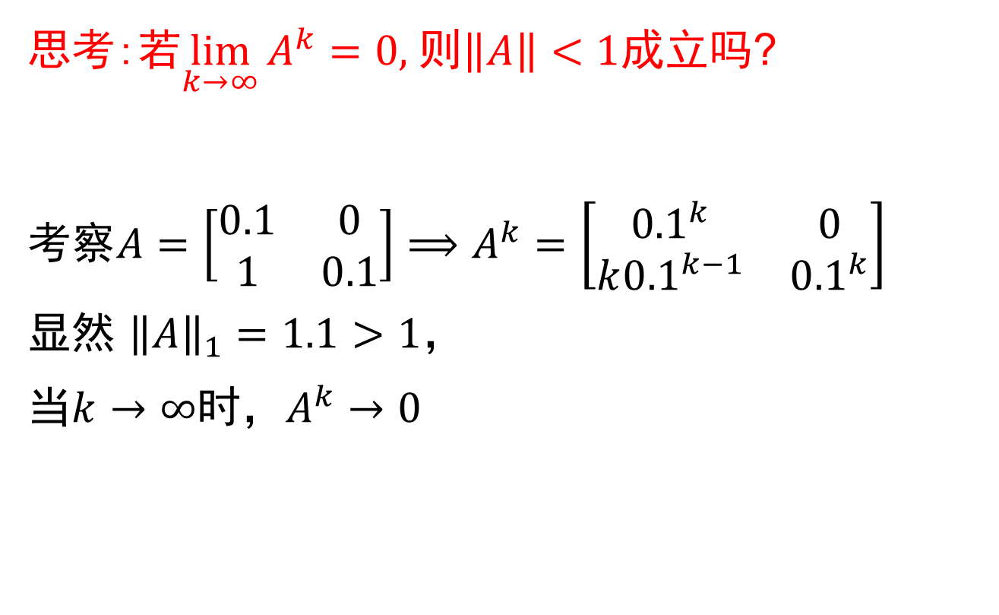 思考:若 $\lim\limits_{k\to\infty} A^k = 0$, 则$\|A\| < 1$成立吗?
考察$A = \begin{bmatrix} 0.1 & 0 \\ 1 & 0.1 \end{bmatrix} \Longrightarrow A^k = \begin{bmatrix} 0.1^k & 0 \\ k0.1^{k-1} & 0.1^k \end{bmatrix}$
显然 $\|A\|_1 = 1.1 > 1$，
当$k \to \infty$时，$A^k \to 0$